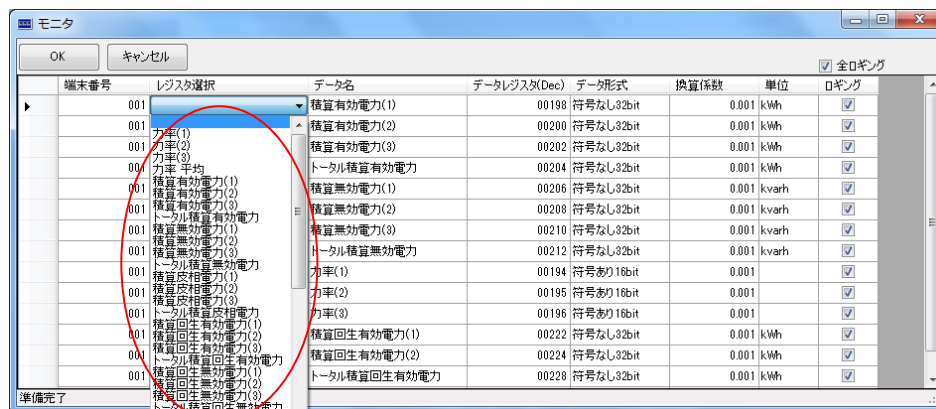 モニタ
OK キャンセル
全ロギング
端末番号 レジスタ選択 データ名 データレジスタ(Dec) データ形式 換算係数 単位 ロギング
001 積算有効電力(1) 00198 符号なし32bit 0.001 kWh
001 積算有効電力(2) 00200 符号なし32bit 0.001 kWh
001 積算有効電力(3) 00202 符号なし32bit 0.001 kWh
001 トータル積算有効電力 00204 符号なし32bit 0.001 kWh
001 積算無効電力(1) 00206 符号なし32bit 0.001 kvarh
001 積算無効電力(2) 00208 符号なし32bit 0.001 kvarh
001 積算無効電力(3) 00210 符号なし32bit 0.001 kvarh
001 トータル積算無効電力 00212 符号なし32bit 0.001 kvarh
001 力率(1) 00194 符号あり16bit 0.001
001 力率(2) 00195 符号あり16bit 0.001
001 力率(3) 00196 符号あり16bit 0.001
001 積算回生有効電力(1) 00222 符号なし32bit 0.001 kWh
001 積算回生有効電力(2) 00224 符号なし32bit 0.001 kWh
001 トータル積算回生有効電力 00228 符号なし32bit 0.001 kWh
力率(1)
力率(2)
力率(3)
力率 平均
積算有効電力(1)
積算有効電力(2)
積算有効電力(3)
トータル積算有効電力
積算無効電力(1)
積算無効電力(2)
積算無効電力(3)
トータル積算無効電力
積算皮相電力(1)
積算皮相電力(2)
積算皮相電力(3)
トータル積算皮相電力
積算回生有効電力(1)
積算回生有効電力(2)
積算回生有効電力(3)
トータル積算回生有効電力
積算回生無効電力(1)
積算回生無効電力(2)
積算回生無効電力(3)
トータル積算回生無効電力
準備完了